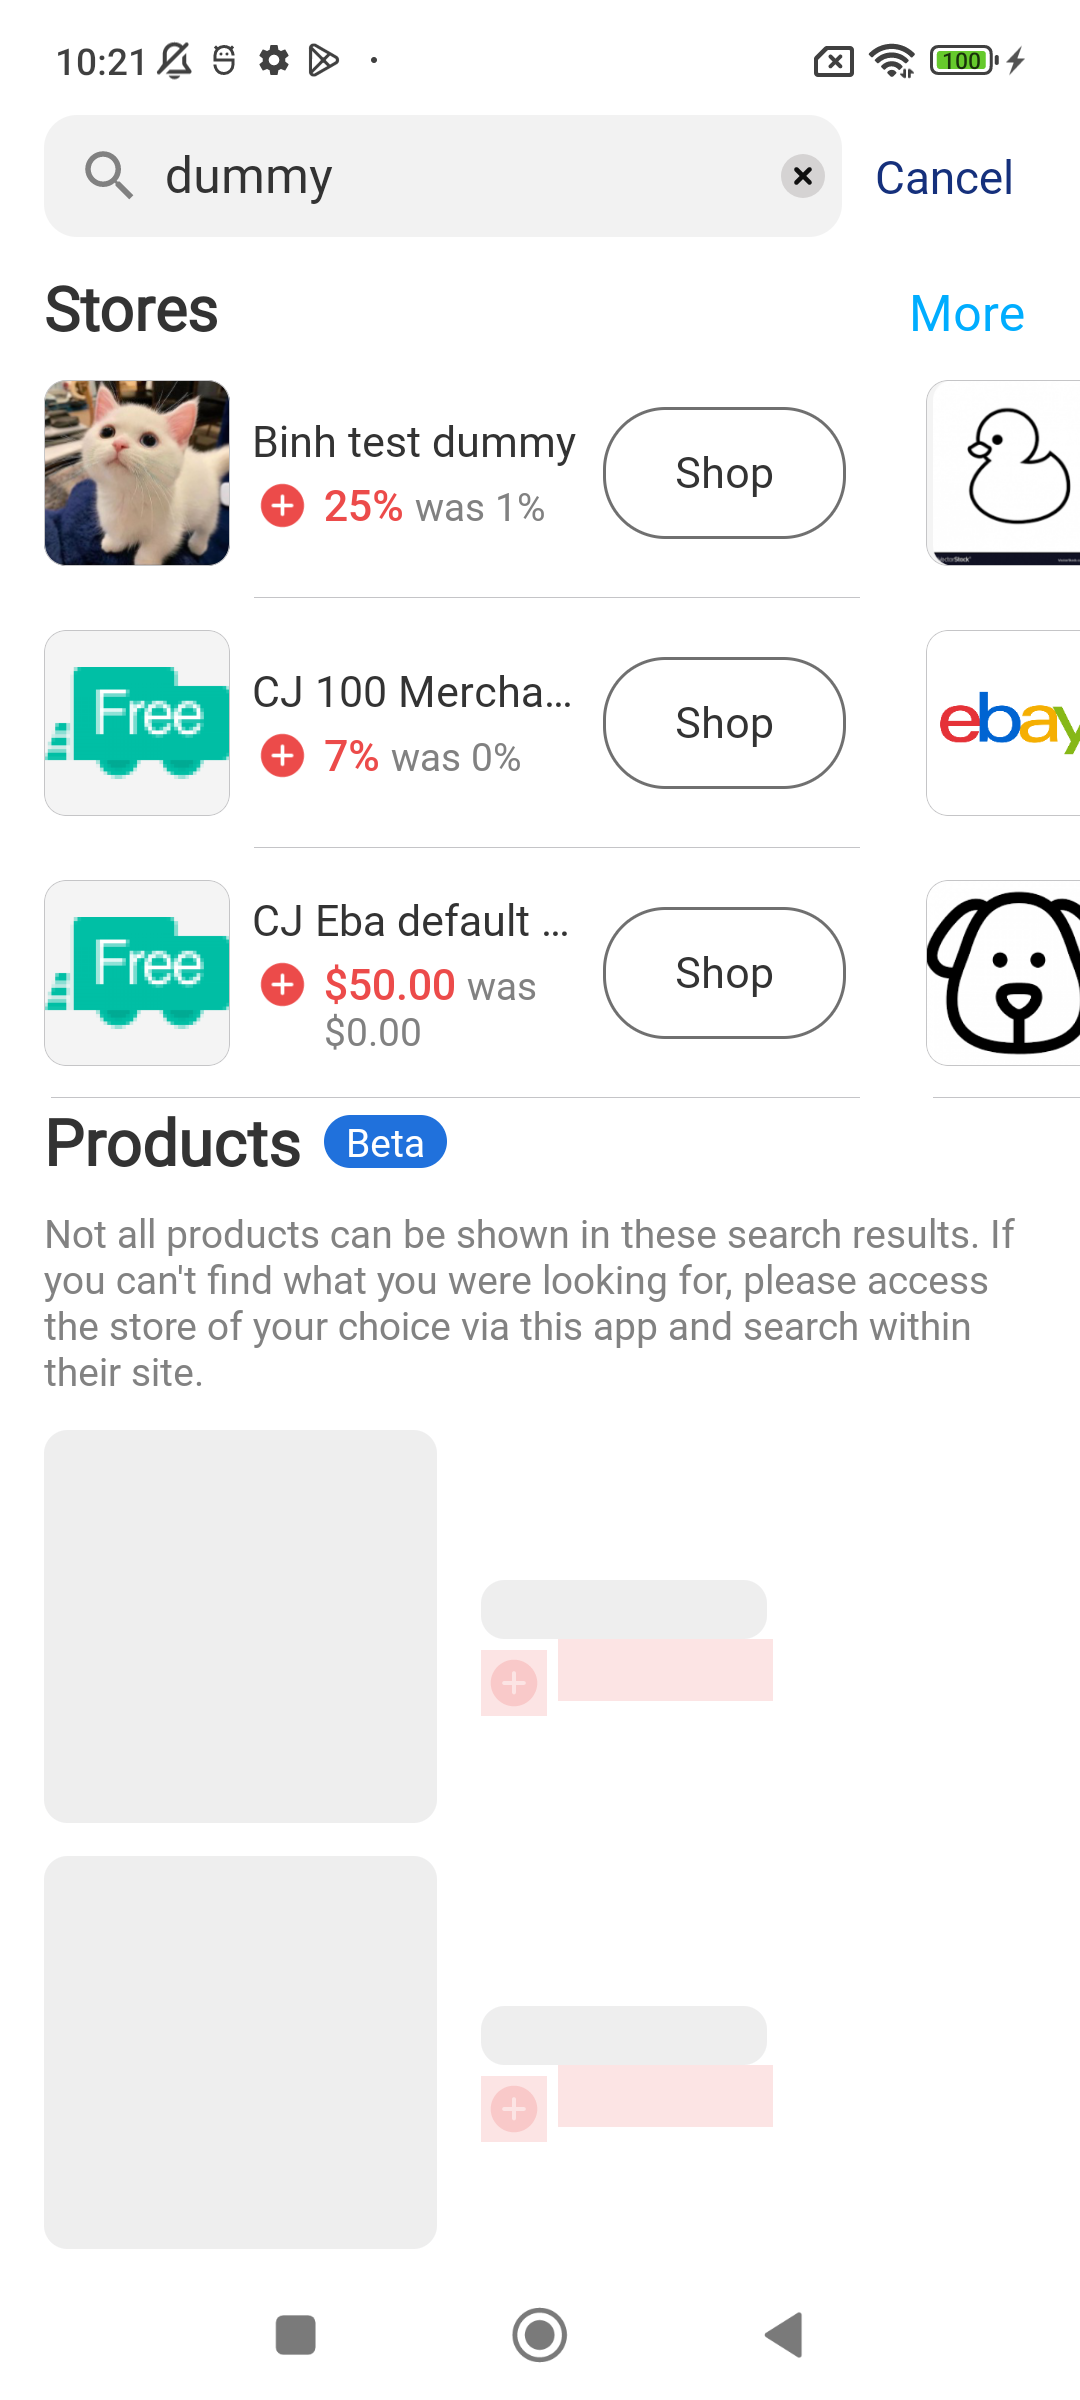 10:21
100
dummy
Cancel
Stores
More
Binh test dummy
25% was 1%
Shop
Free
CJ 100 Mercha...
7% was 0%
Shop
ebay
Free
CJ Eba default ...
$50.00 was
$0.00
Shop
Products Beta
Not all products can be shown in these search results. If
you can't find what you were looking for, please access
the store of your choice via this app and search within
their site.